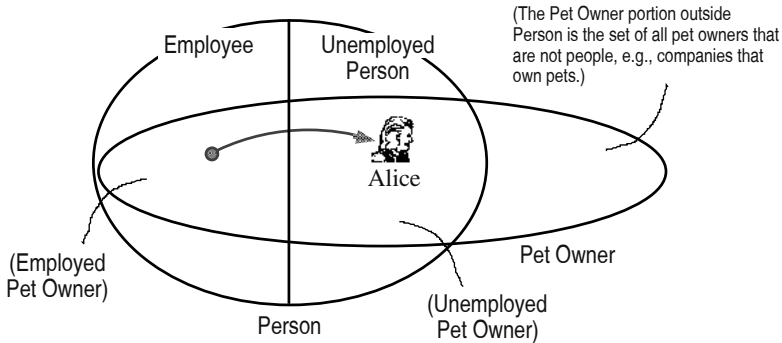 Employee
Unemployed
Person
(The Pet Owner portion outside
Person is the set of all pet owners that
are not people, e.g., companies that
own pets.)
Alice
(Employed
Pet Owner)
Pet Owner
(Unemployed
Pet Owner)
Person